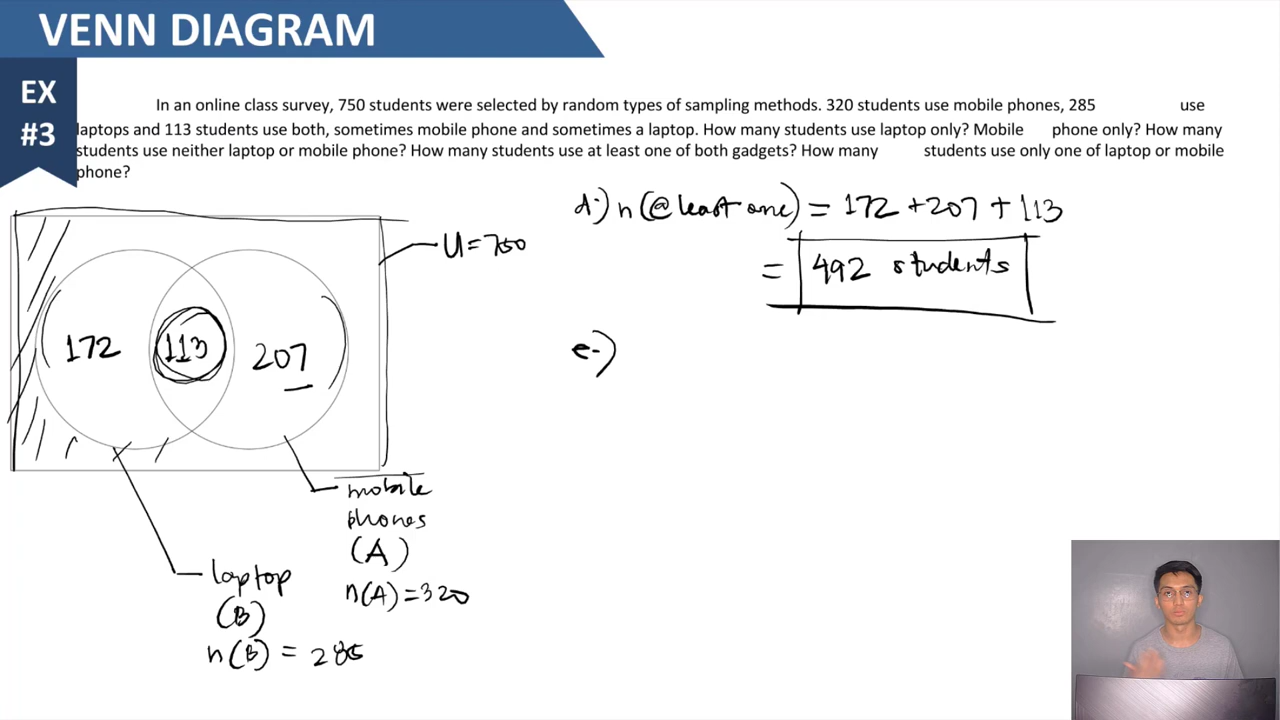 VENN DIAGRAM
EX
#3
In an online class survey, 750 students were selected by random types of sampling methods. 320 students use mobile phones, 285 use
laptops and 113 students use both, sometimes mobile phone and sometimes a laptop. How many students use laptop only? Mobile phone only? How many
students use neither laptop or mobile phone? How many students use at least one of both gadgets? How many students use only one of laptop or mobile
phone?
d.) n(@least one) = 172 + 207 + 113
= 492 students
e.)
U = 750
172 113 207
mobile
phones
(A)
n(A) = 320
laptop
(B)
n(B) = 285